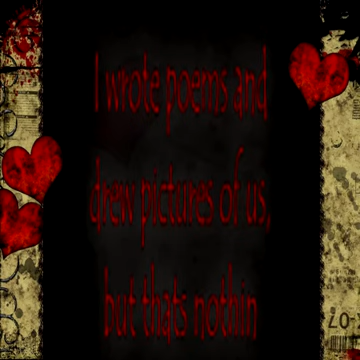 I wrote poems and
drew pictures of us,
but thats nothin